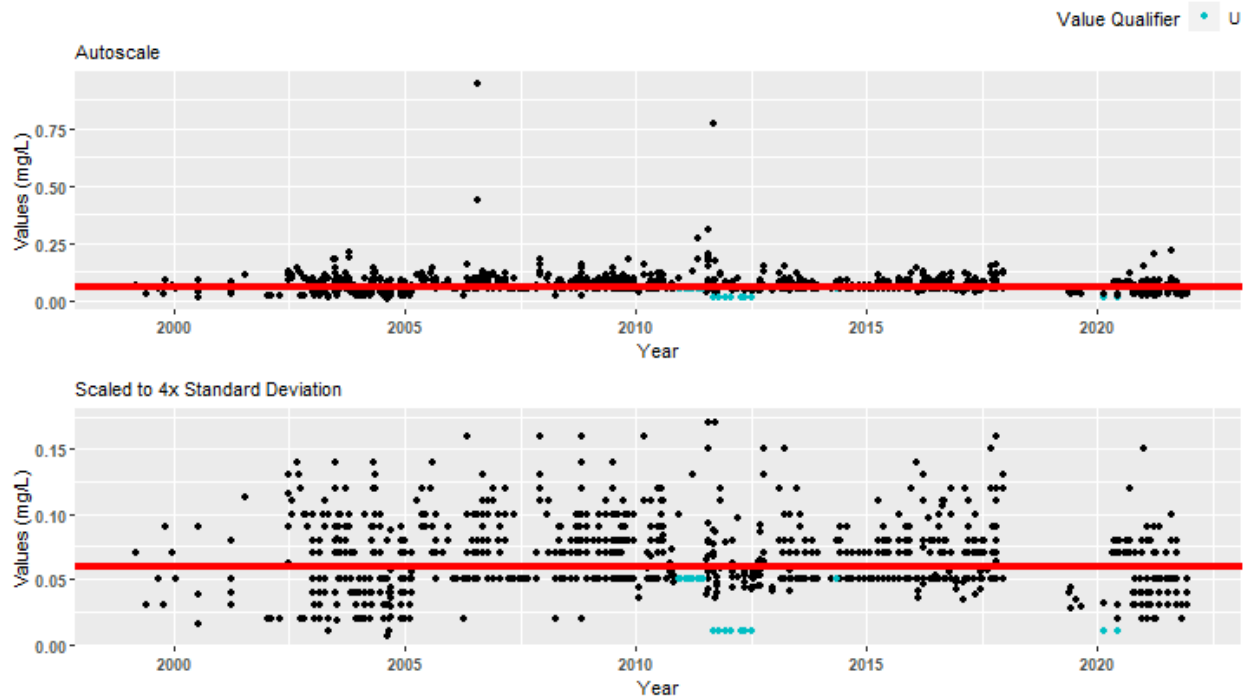 Value Qualifier U
Autoscale
Values (mg/L)
0.75
0.50
0.25
0.00
2000 2005 2010 2015 2020
Year
Scaled to 4x Standard Deviation
Values (mg/L)
0.15
0.10
0.05
0.00
2000 2005 2010 2015 2020
Year